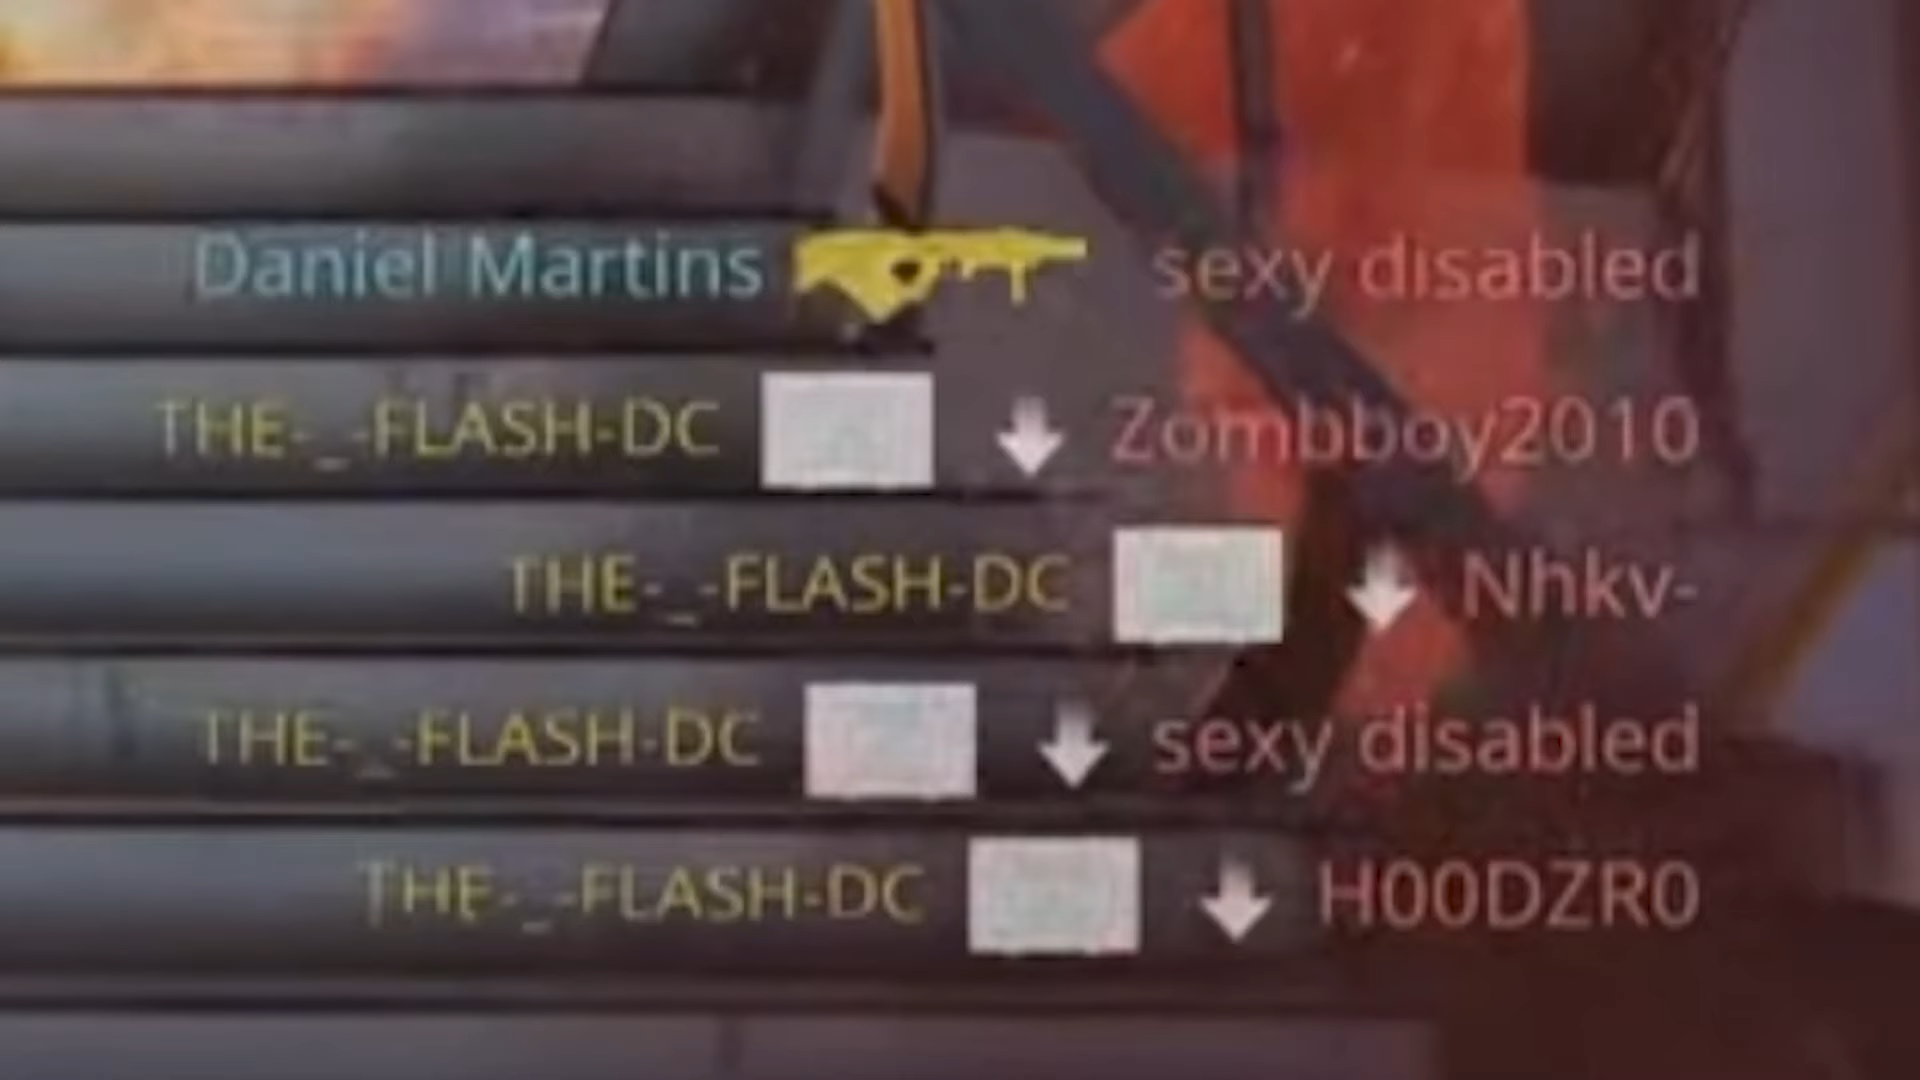 Daniel Martins sexy disabled
THE-_-FLASH-DC Zombboy2010
THE-_-FLASH-DC Nhkv-
THE-_-FLASH-DC sexy disabled
THE-_-FLASH-DC H00DZR0